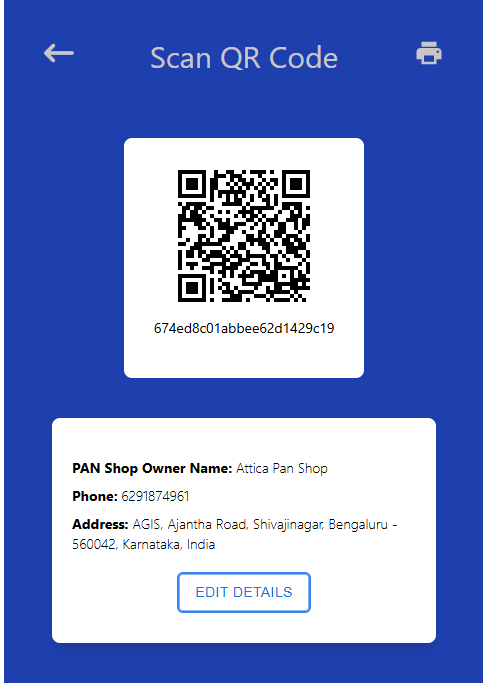 Scan QR Code
674ed8c01abbee62d1429c19
PAN Shop Owner Name: Attica Pan Shop
Phone: 6291874961
Address: AGIS, Ajantha Road, Shivajinagar, Bengaluru -
560042, Karnataka, India
EDIT DETAILS